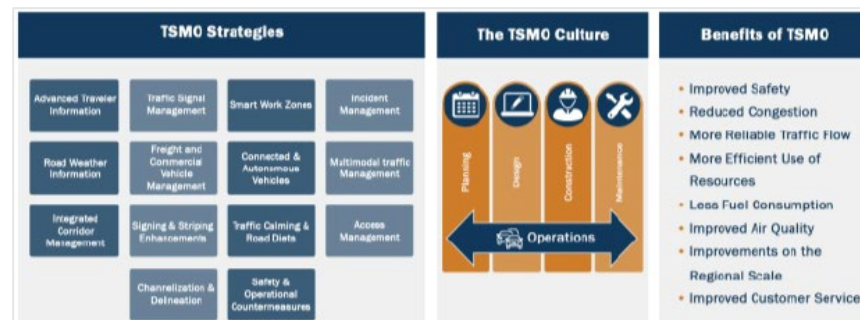 TSMO Strategies
Advanced Traveler
Information
Traffic Signal
Management
Smart Work Zones
Incident
Management
Road Weather
Information
Freight and
Commercial
Vehicle
Management
Connected &
Autonomous
Vehicles
Multimodal traffic
Management
Integrated
Corridor
Management
Signing & Striping
Enhancements
Traffic Calming &
Road Diets
Access
Management
Channelization &
Delineation
Safety &
Operational
Countermeasures
The TSMO Culture
Planning
Design
Construction
Maintenance
Operations
Benefits of TSMO
• Improved Safety
• Reduced Congestion
• More Reliable Traffic Flow
• More Efficient Use of
Resources
• Less Fuel Consumption
• Improved Air Quality
• Improvements on the
Regional Scale
• Improved Customer Service